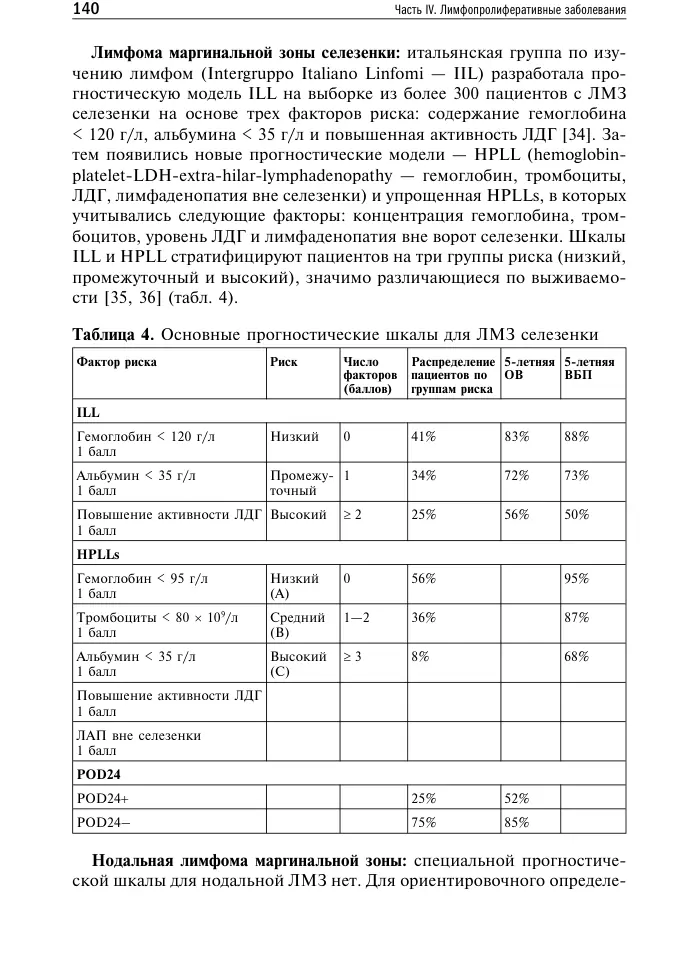 140
Часть IV. Лимфопролиферативные заболевания
Лимфома маргинальной зоны селезенки: итальянская группа по изу-
чению лимфом (Intergruppo Italiano Linfomi — IIL) разработала про-
гностическую модель ILL на выборке из более 300 пациентов с ЛМЗ
селезенки на основе трех факторов риска: содержание гемоглобина
< 120 г/л, альбумина < 35 г/л и повышенная активность ЛДГ [34]. За-
тем появились новые прогностические модели — HPLL (hemoglobin-
platelet-LDH-extra-hilar-lymphadenopathy — гемоглобин, тромбоциты,
ЛДГ, лимфаденопатия вне селезенки) и упрощенная HPLLs, в которых
учитывались следующие факторы: концентрация гемоглобина, тром-
боцитов, уровень ЛДГ и лимфаденопатия вне ворот селезенки. Шкалы
ILL и HPLL стратифицируют пациентов на три группы риска (низкий,
промежуточный и высокий), значимо различающиеся по выживаемо-
сти [35, 36] (табл. 4).
Таблица 4. Основные прогностические шкалы для ЛМЗ селезенки
Фактор риска Риск Число Распределение 5-летняя 5-летняя
факторов пациентов по ОВ ВБП
(баллов) группам риска
ILL
Гемоглобин < 120 г/л Низкий 0 41% 83% 88%
1 балл
Альбумин < 35 г/л Промежу- 1 34% 72% 73%
1 балл точный
Повышение активности ЛДГ Высокий ≥ 2 25% 56% 50%
1 балл
HPLLs
Гемоглобин < 95 г/л Низкий 0 56% 95%
1 балл (A)
Тромбоциты < 80 × 10⁹/л Средний 1—2 36% 87%
1 балл (B)
Альбумин < 35 г/л Высокий ≥ 3 8% 68%
1 балл (C)
Повышение активности ЛДГ
1 балл
ЛАП вне селезенки
1 балл
POD24
POD24+ 25% 52%
POD24— 75% 85%
Нодальная лимфома маргинальной зоны: специальной прогностиче-
ской шкалы для нодальной ЛМЗ нет. Для ориентировочного определе-